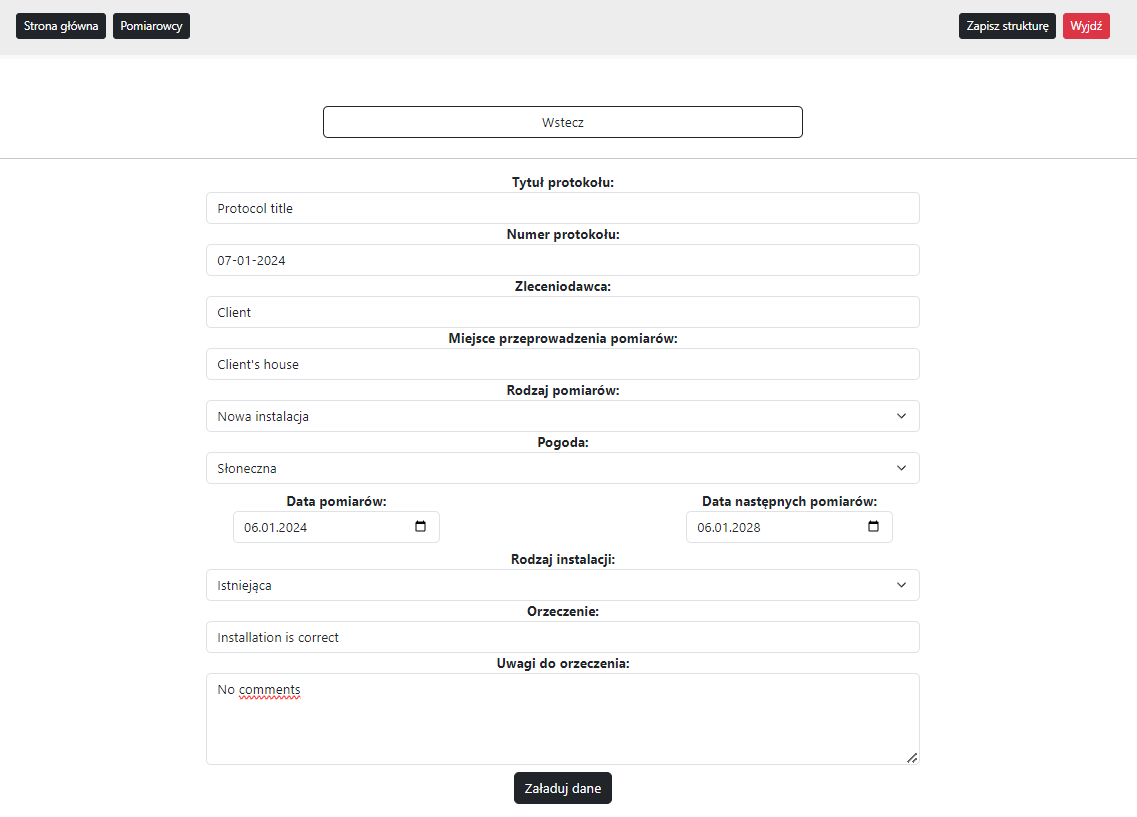 Strona główna Pomiarowcy Zapisz strukturę Wyjdź
Wstecz
Tytuł protokołu:
Protocol title
Numer protokołu:
07-01-2024
Zleceniodawca:
Client
Miejsce przeprowadzenia pomiarów:
Client's house
Rodzaj pomiarów:
Nowa instalacja
Pogoda:
Słoneczna
Data pomiarów: Data następnych pomiarów:
06.01.2024 06.01.2028
Rodzaj instalacji:
Istniejąca
Orzeczenie:
Installation is correct
Uwagi do orzeczenia:
No comments
Załaduj dane